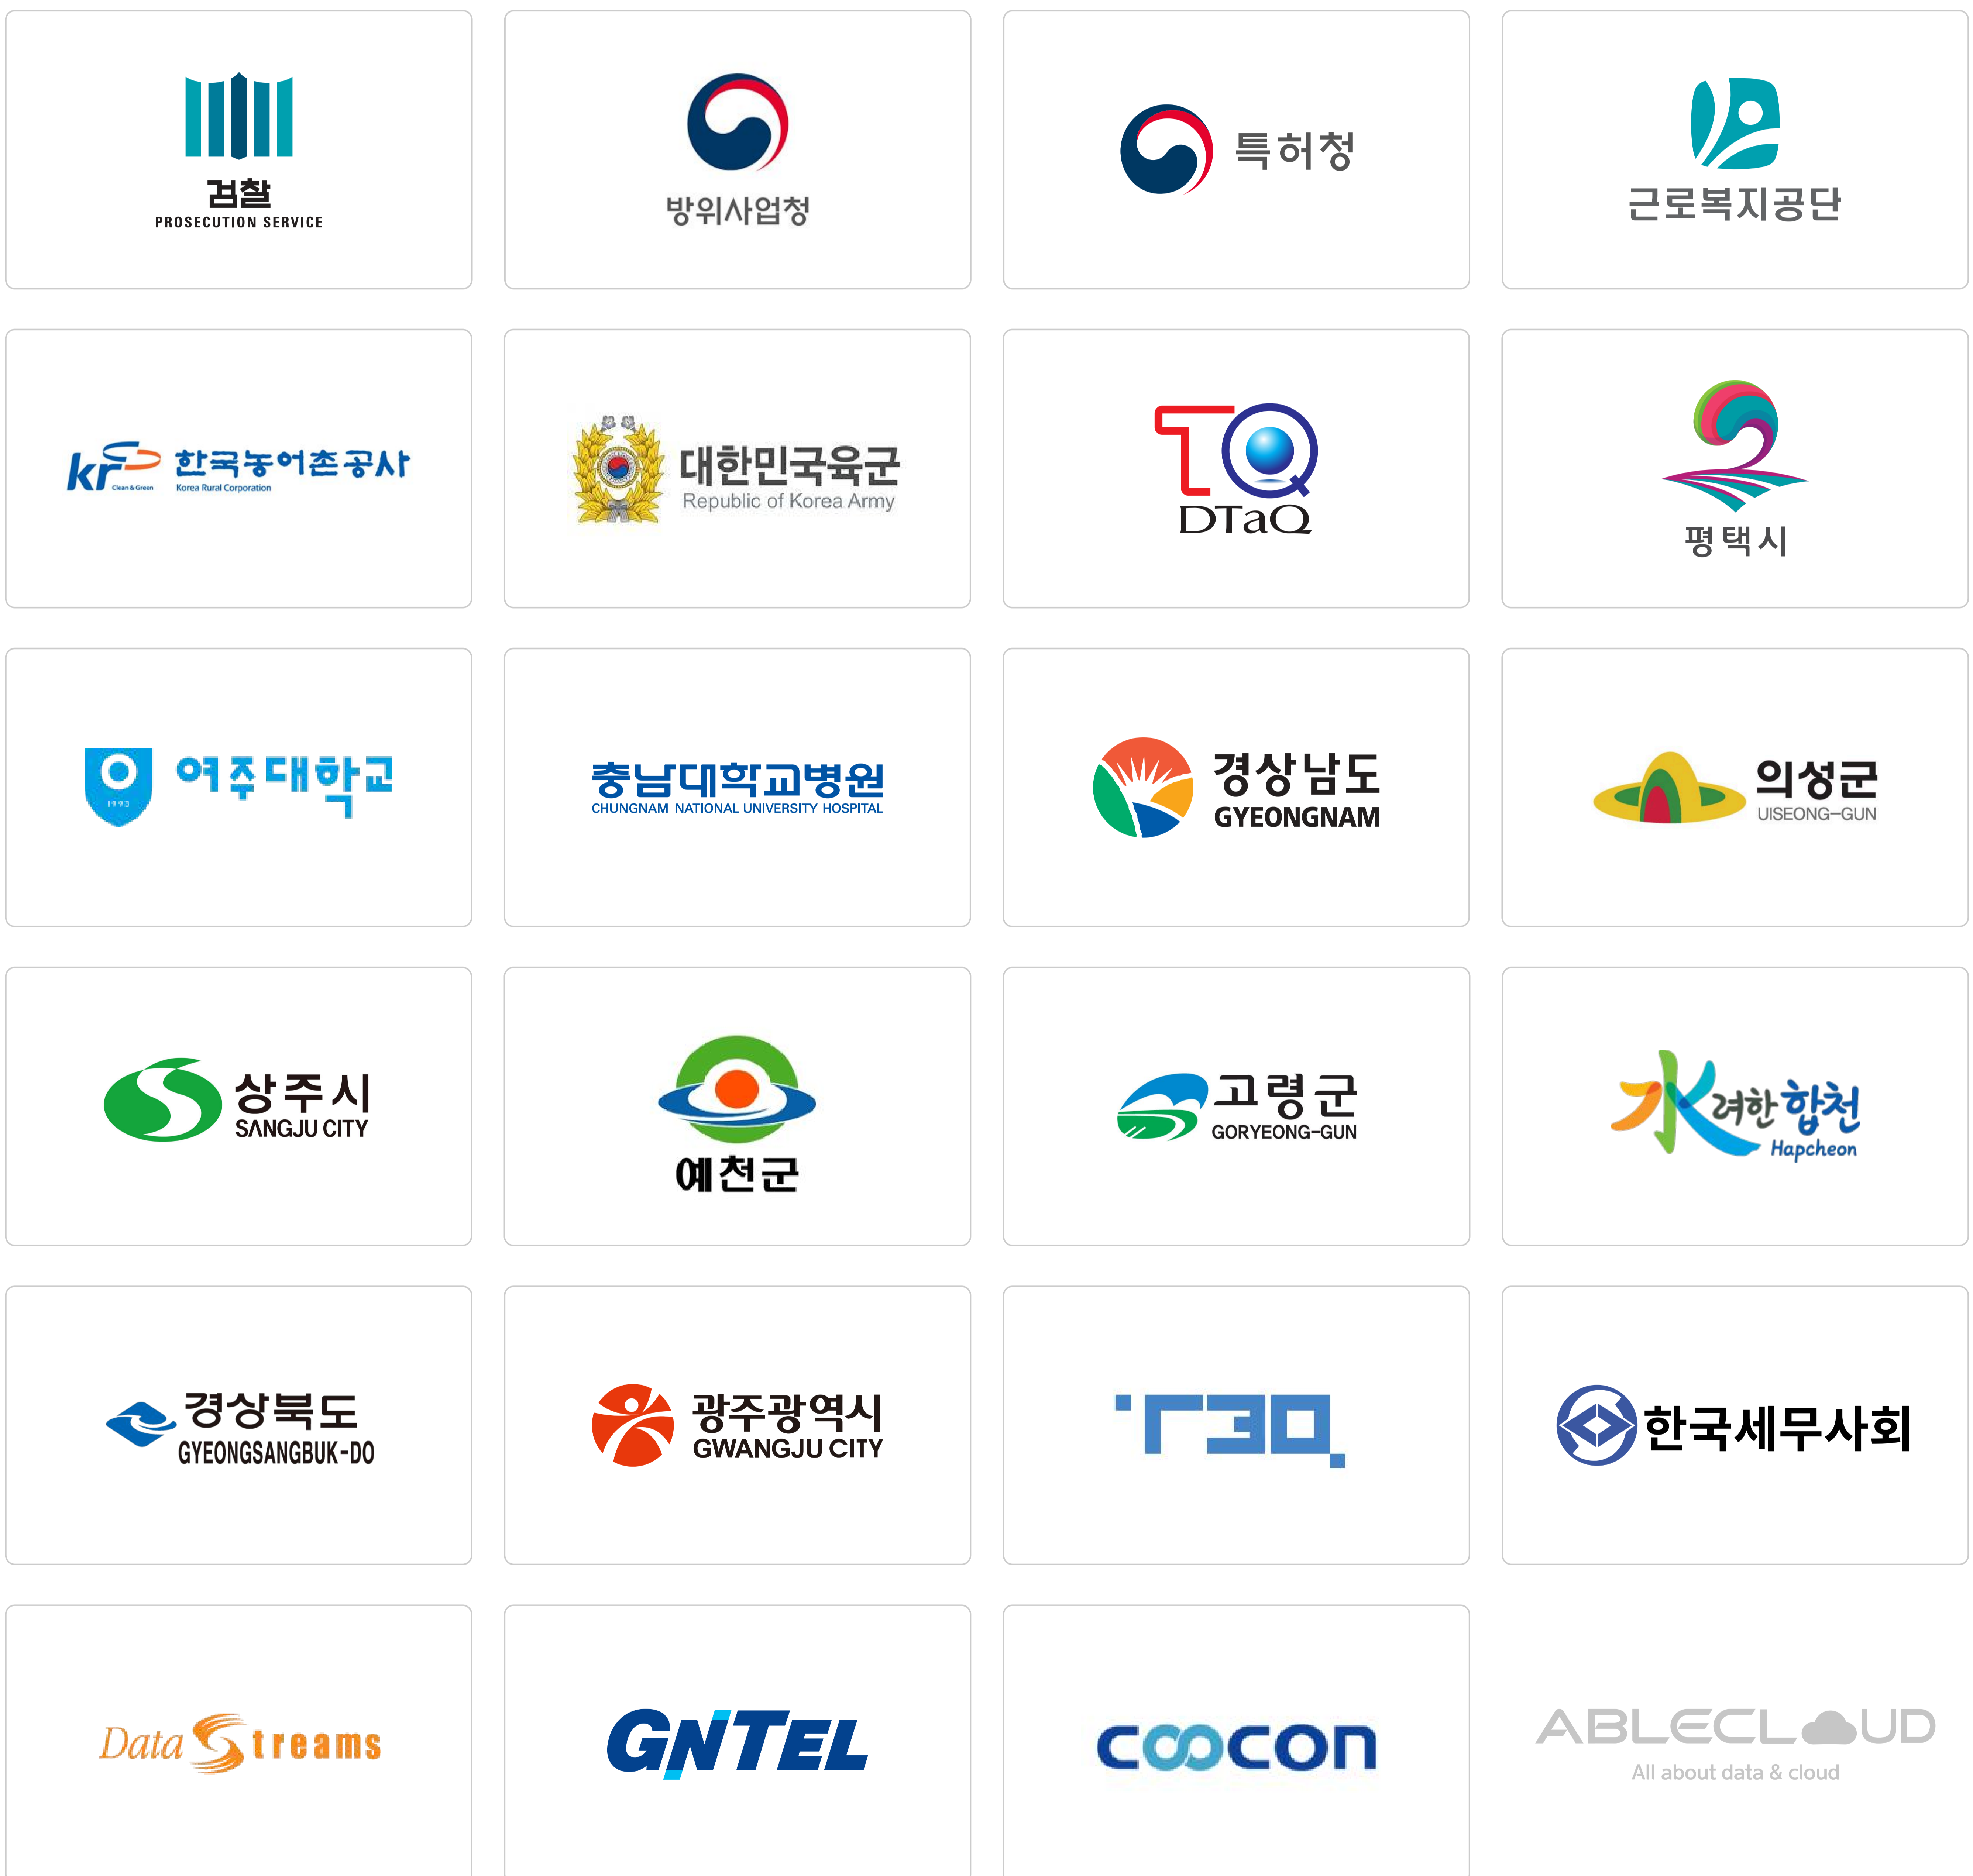 검찰
PROSECUTION SERVICE
방위사업청
특허청
근로복지공단
kr
Clean & Green
한국농어촌공사
Korea Rural Corporation
대한민국육군
Republic of Korea Army
TQ
DTaQ
평택시
1993
여주대학교
충남대학교병원
CHUNGNAM NATIONAL UNIVERSITY HOSPITAL
경상남도
GYEONGNAM
의성군
UISEONG-GUN
상주시
SANGJU CITY
예천군
고령군
GORYEONG-GUN
水려한 합천
Hapcheon
경상북도
GYEONGSANGBUK-DO
광주광역시
GWANGJU CITY
T3Q
한국세무사회
Data Streams
GNTEL
coocon
ABLECLOUD
All about data & cloud